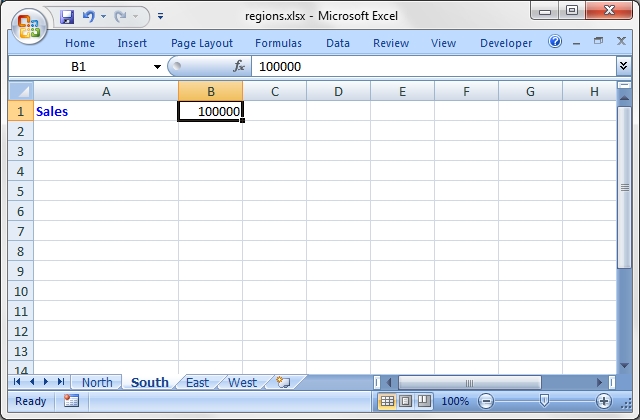 regions.xlsx - Microsoft Excel
Home Insert Page Layout Formulas Data Review View Developer
B1 fx 100000
A B C D E F G H
1 Sales 100000
2
3
4
5
6
7
8
9
10
11
12
13
14
North South East West
Ready 100%